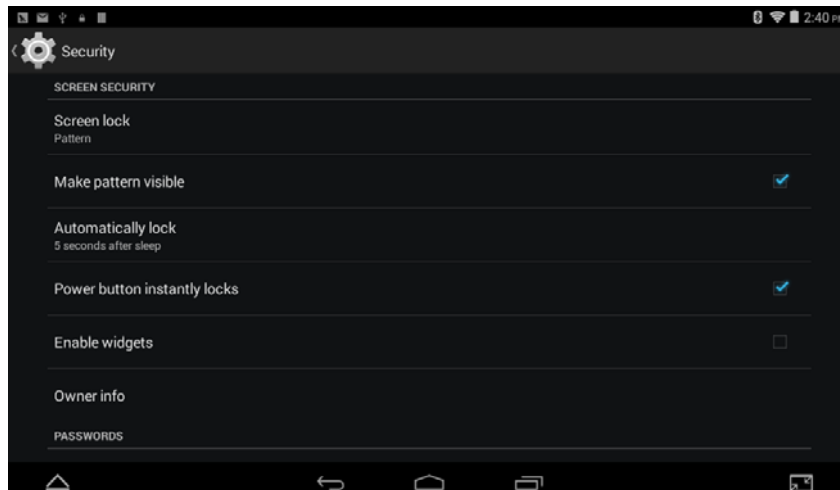 2:40 PM
Security
SCREEN SECURITY
Screen lock
Pattern
Make pattern visible
Automatically lock
5 seconds after sleep
Power button instantly locks
Enable widgets
Owner info
PASSWORDS